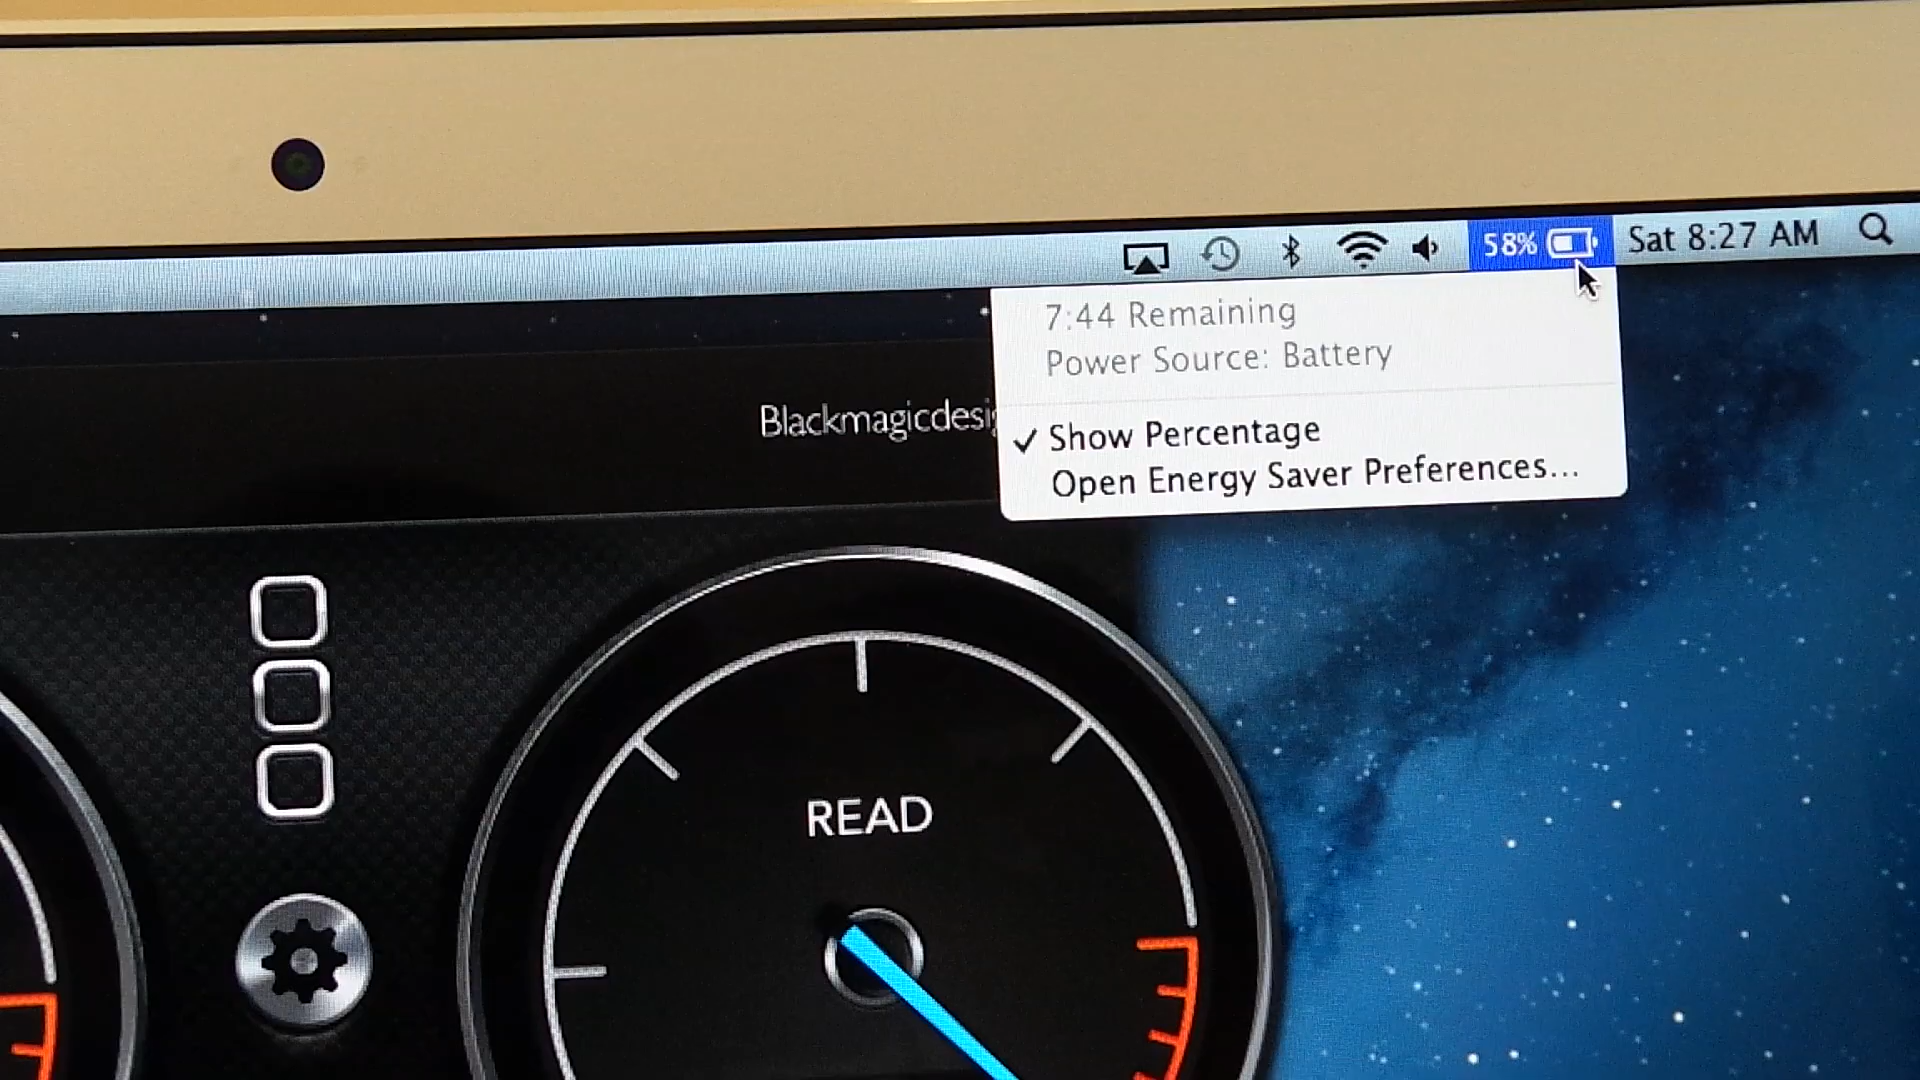 58% Sat 8:27 AM
7:44 Remaining
Power Source: Battery
✓ Show Percentage
Open Energy Saver Preferences...
Blackmagicdesi
READ